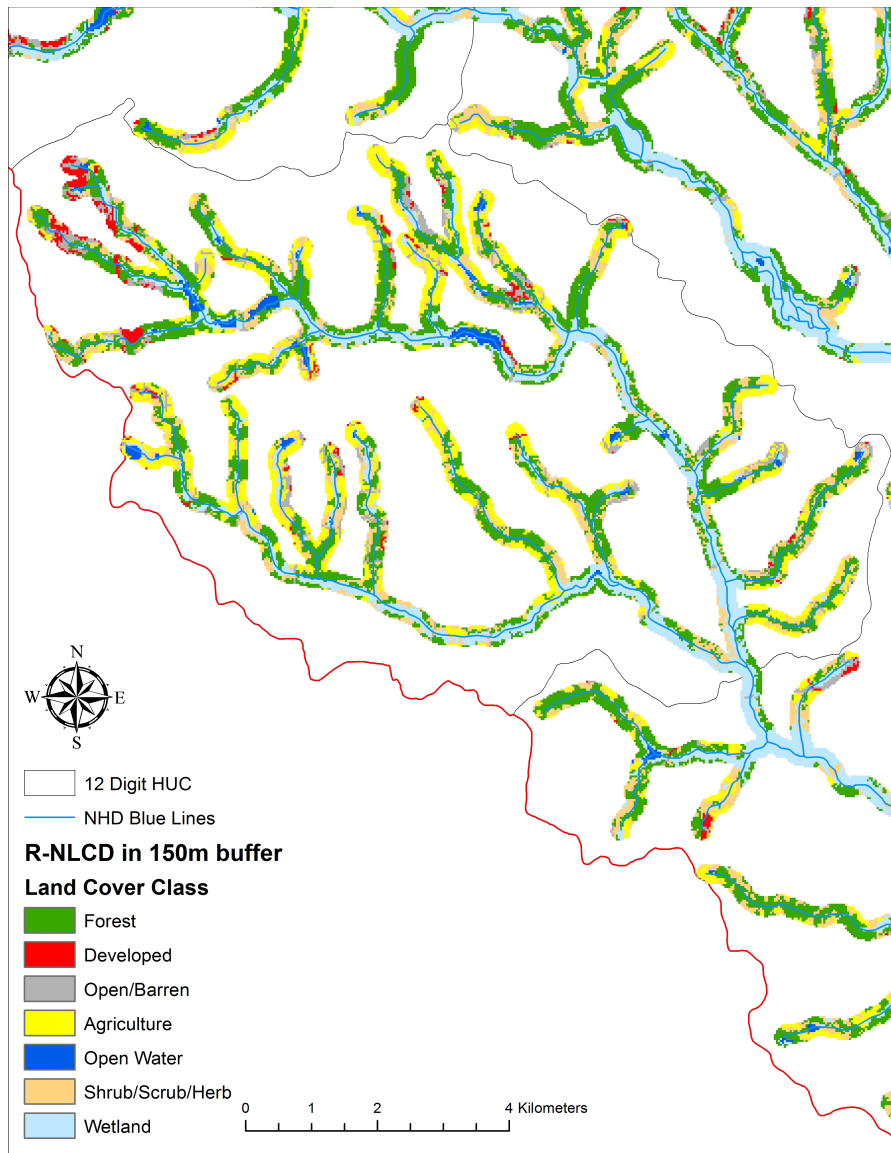 N
W E
S
12 Digit HUC
NHD Blue Lines
R-NLCD in 150m buffer
Land Cover Class
Forest
Developed
Open/Barren
Agriculture
Open Water
Shrub/Scrub/Herb
Wetland
0 1 2 4 Kilometers